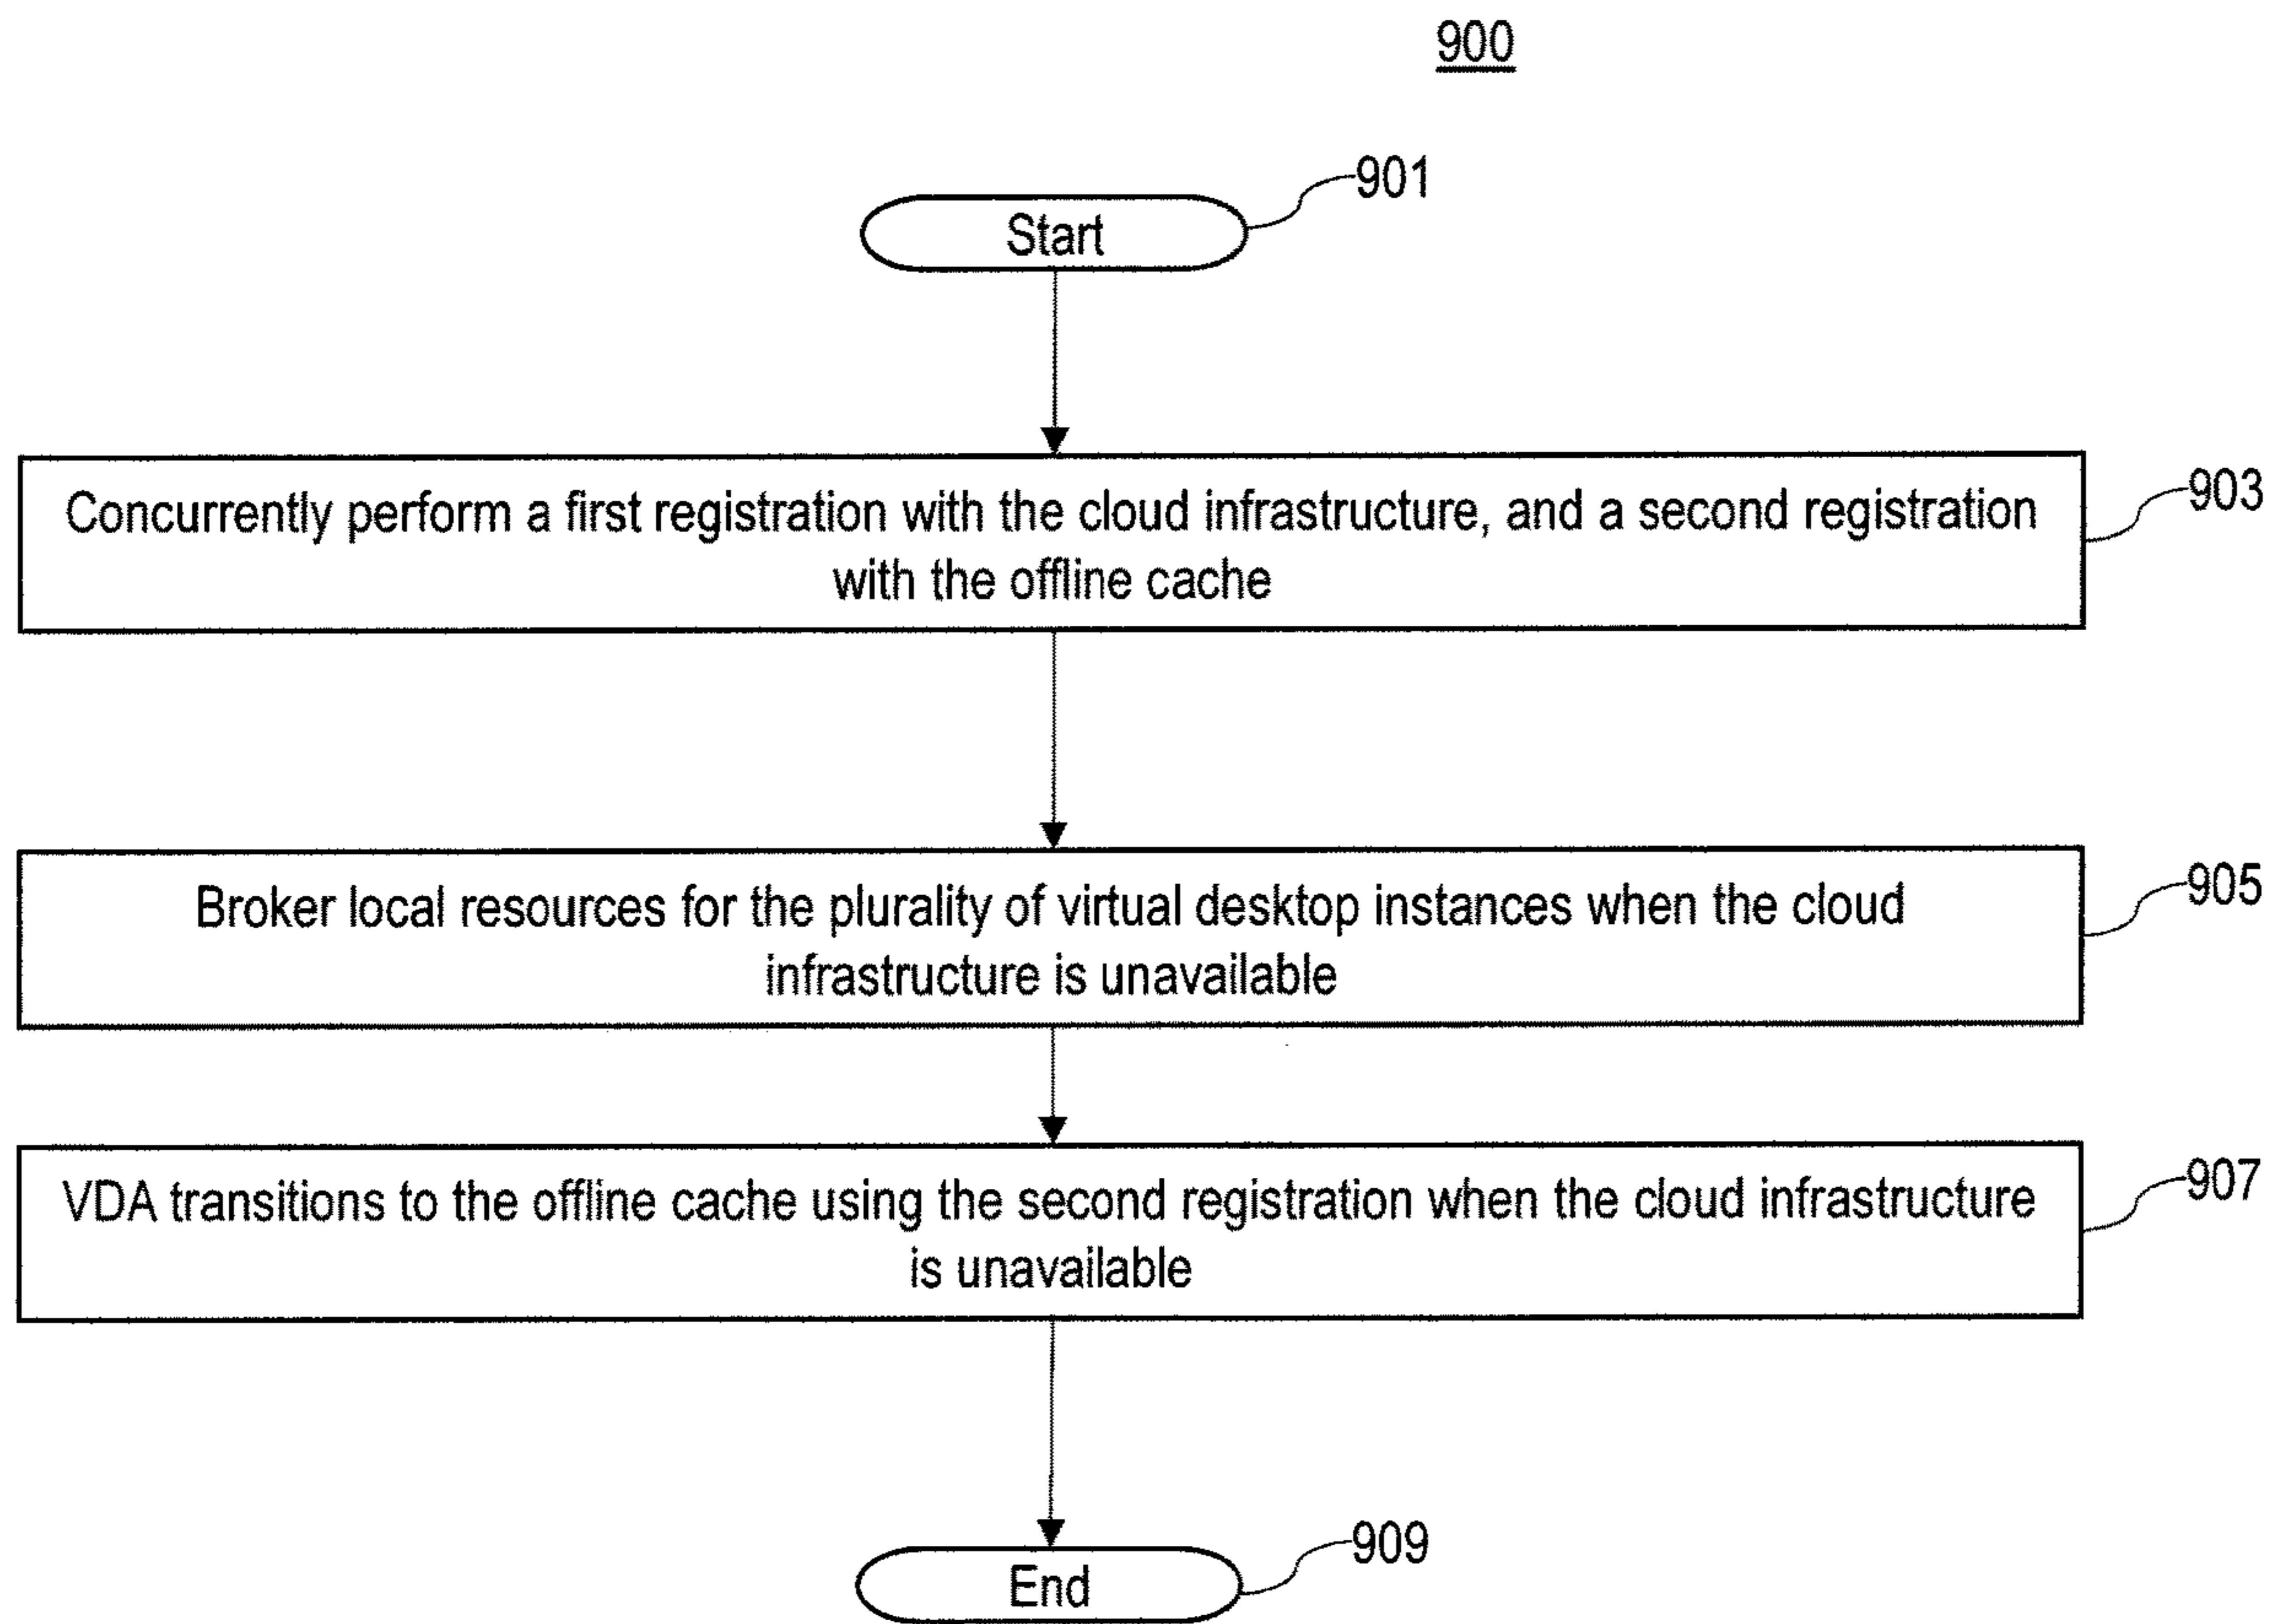 900
901
Start
Concurrently perform a first registration with the cloud infrastructure, and a second registration
with the offline cache
903
Broker local resources for the plurality of virtual desktop instances when the cloud
infrastructure is unavailable
905
VDA transitions to the offline cache using the second registration when the cloud infrastructure
is unavailable
907
909
End